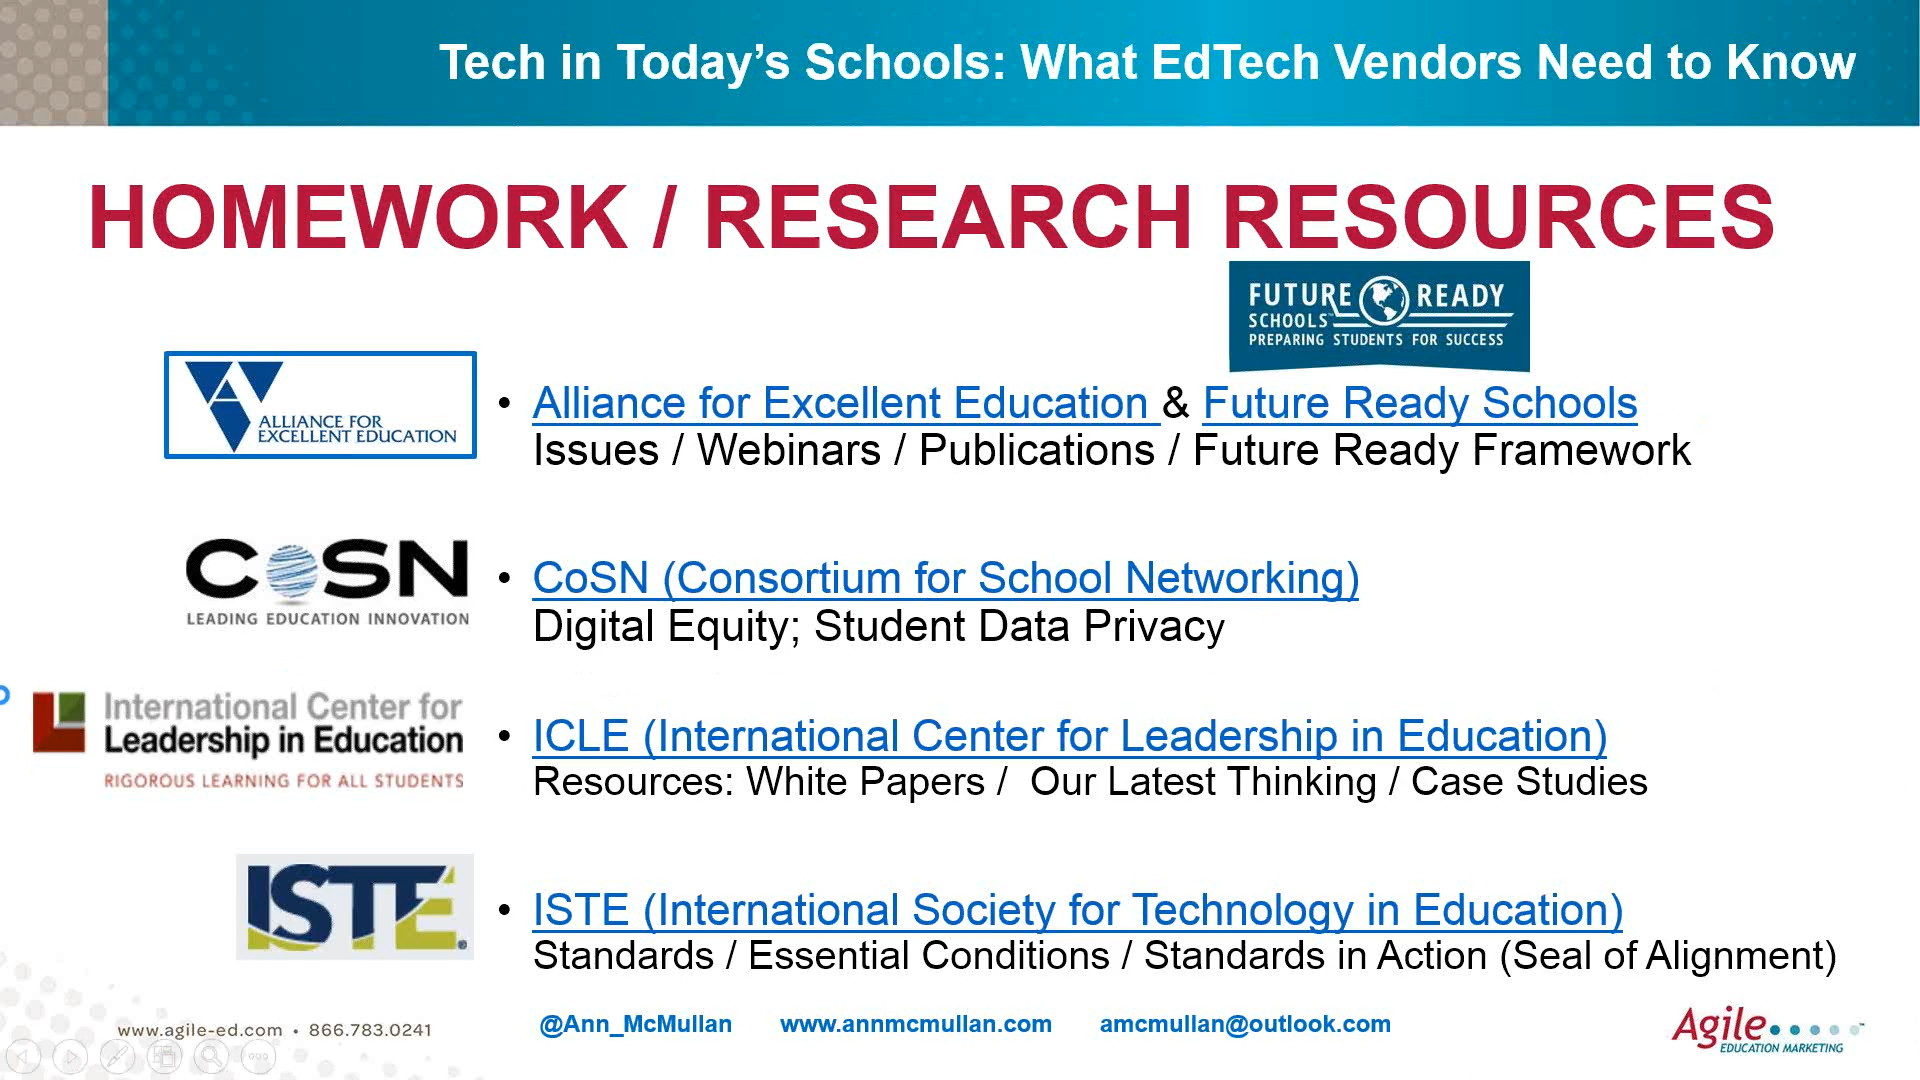 Tech in Today's Schools: What EdTech Vendors Need to Know
HOMEWORK / RESEARCH RESOURCES
FUTURE READY
SCHOOLS™
PREPARING STUDENTS FOR SUCCESS
ALLIANCE FOR
EXCELLENT EDUCATION
• Alliance for Excellent Education & Future Ready Schools
Issues / Webinars / Publications / Future Ready Framework
COSN
LEADING EDUCATION INNOVATION
• CoSN (Consortium for School Networking)
Digital Equity; Student Data Privacy
International Center for
Leadership in Education
RIGOROUS LEARNING FOR ALL STUDENTS
• ICLE (International Center for Leadership in Education)
Resources: White Papers / Our Latest Thinking / Case Studies
ISTE®
• ISTE (International Society for Technology in Education)
Standards / Essential Conditions / Standards in Action (Seal of Alignment)
www.agile-ed.com • 866.783.0241
@Ann_McMullan www.annmcmullan.com amcmullan@outlook.com
Agile™
EDUCATION MARKETING